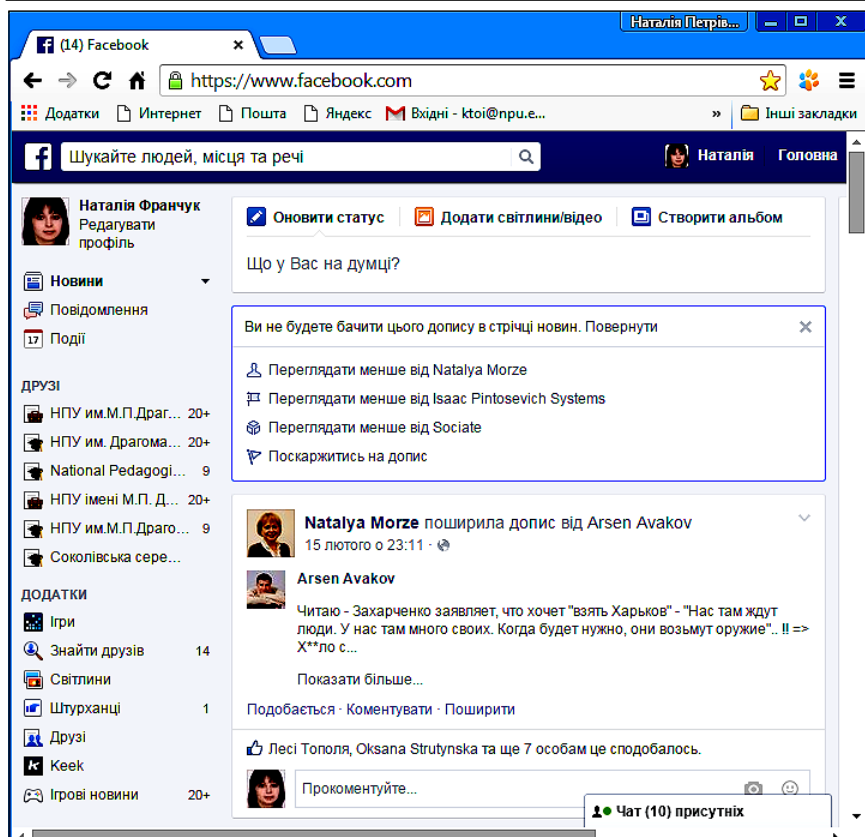 Наталія Петрів...
(14) Facebook
https://www.facebook.com
Додатки Интернет Пошта Яндекс Вхідні - ktoi@npu.e... » Інші закладки
Шукайте людей, місця та речі
Наталія Головна
Наталія Франчук
Редагувати
профіль
Новини
Повідомлення
17 Події
ДРУЗІ
НПУ им.М.П.Драг... 20+
НПУ им. Драгома... 20+
National Pedagogi... 9
НПУ імені М.П. Д... 20+
НПУ им.М.П.Драго... 9
Соколівська сере...
ДОДАТКИ
Ігри
Знайти друзів 14
Світлини
Штурханці 1
Друзі
Keek
Ігрові новини 20+
Оновити статус Додати світлини/відео Створити альбом
Що у Вас на думці?
Ви не будете бачити цього допису в стрічці новин. Повернути
Переглядати менше від Natalya Morze
Переглядати менше від Isaac Pintosevich Systems
Переглядати менше від Sociate
Поскаржитись на допис
Natalya Morze поширила допис від Arsen Avakov
15 лютого о 23:11 ·
Arsen Avakov
Читаю - Захарченко заявляет, что хочет "взять Харьков" - "Нас там ждут
люди. У нас там много своих. Когда будет нужно, они возьмут оружие".. !! =>
Х**ло с...
Показати більше...
Подобається · Коментувати · Поширити
Лесі Тополя, Oksana Strutynska та ще 7 особам це сподобалось.
Прокоментуйте...
Чат (10) присутніх